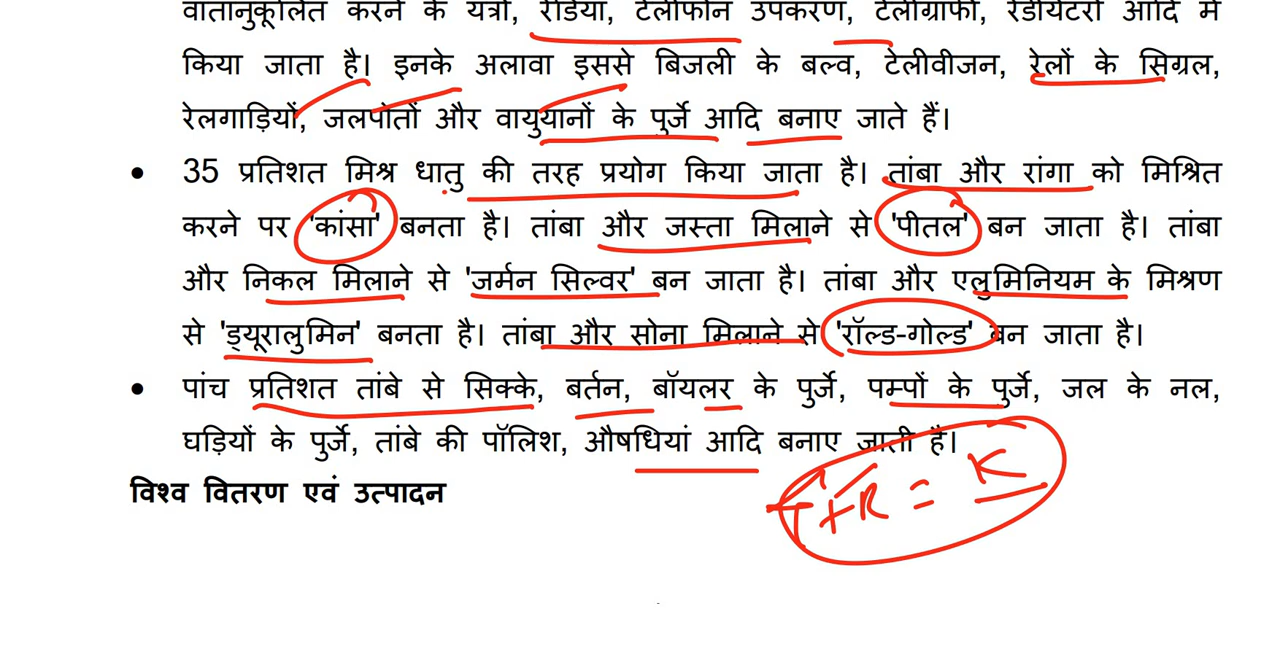 वातानुकूलित करने के यंत्रों, रेडियो, टेलीफोन उपकरण, टेलीग्राफी, रेडीयेटरों आदि में
किया जाता है। इनके अलावा इससे बिजली के बल्व, टेलीवीजन, रेलों के सिग्रल,
रेलगाड़ियों, जलपोतों और वायुयानों के पुर्जे आदि बनाए जाते हैं।
• 35 प्रतिशत मिश्र धातु की तरह प्रयोग किया जाता है। तांबा और रांगा को मिश्रित
करने पर 'कांसा' बनता है। तांबा और जस्ता मिलाने से 'पीतल' बन जाता है। तांबा
और निकल मिलाने से 'जर्मन सिल्वर' बन जाता है। तांबा और एलुमिनियम के मिश्रण
से 'ड्यूरालुमिन' बनता है। तांबा और सोना मिलाने से 'रॉल्ड-गोल्ड' बन जाता है।
• पांच प्रतिशत तांबे से सिक्के, बर्तन, बॉयलर के पुर्जे, पम्पों के पुर्जे, जल के नल,
घड़ियों के पुर्जे, तांबे की पॉलिश, औषधियां आदि बनाए जाती है।
विश्व वितरण एवं उत्पादन
T+R = K